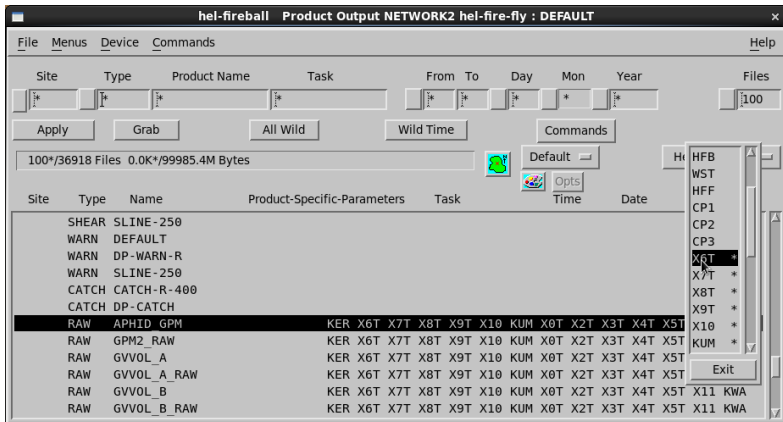 hel-fireball Product Output NETWORK2 hel-fire-fly : DEFAULT
File Menus Device Commands Help
Site Type Product Name Task From To Day Mon Year Files
* * * * * * * * * 100
Apply Grab All Wild Wild Time Commands
100*/36918 Files 0.0K*/99985.4M Bytes Default
Opts
Site Type Name Product-Specific-Parameters Task Time Date
SHEAR SLINE-250
WARN DEFAULT
WARN DP-WARN-R
WARN SLINE-250
CATCH CATCH-R-400
CATCH DP-CATCH
RAW APHID_GPM KER X6T X7T X8T X9T X10 KUM X0T X2T X3T X4T X5T
RAW GPM2_RAW KER X6T X7T X8T X9T X10 KUM X0T X2T X3T X4T X5T
RAW GVVOL_A KER X6T X7T X8T X9T X10 KUM X0T X2T X3T X4T X5T
RAW GVVOL_A_RAW KER X6T X7T X8T X9T X10 KUM X0T X2T X3T X4T X5T
RAW GVVOL_B KER X6T X7T X8T X9T X10 KUM X0T X2T X3T X4T X5T X11 KWA
RAW GVVOL_B_RAW KER X6T X7T X8T X9T X10 KUM X0T X2T X3T X4T X5T X11 KWA
HFB
WST
HFF
CP1
CP2
CP3
X6T *
X7T *
X8T *
X9T *
X10 *
KUM *
Exit